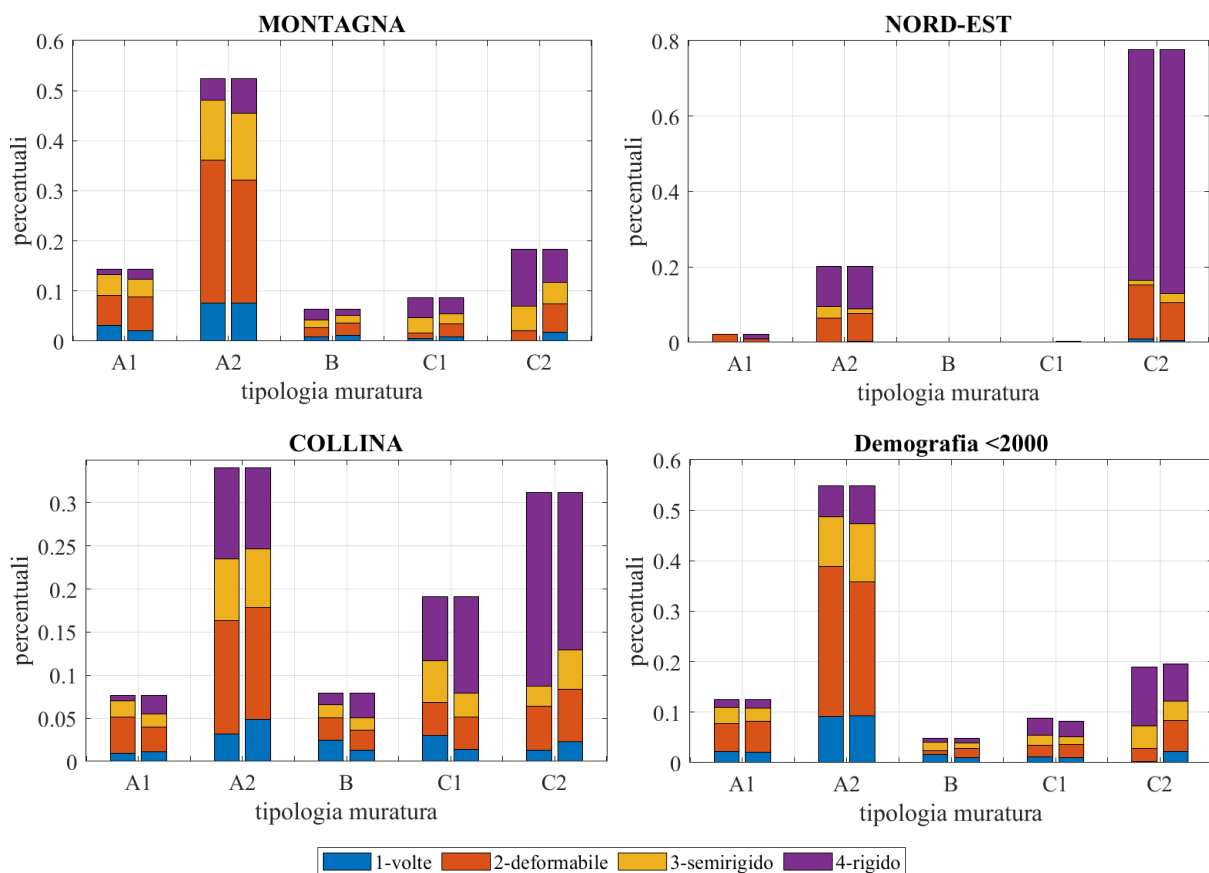 MONTAGNA
0.6
0.5
0.4
0.3
0.2
0.1
0
percentuali
A1 A2 B C1 C2
tipologia muratura
NORD-EST
0.8
0.6
0.4
0.2
0
percentuali
A1 A2 B C1 C2
tipologia muratura
COLLINA
0.3
0.25
0.2
0.15
0.1
0.05
0
percentuali
A1 A2 B C1 C2
tipologia muratura
Demografia <2000
0.6
0.5
0.4
0.3
0.2
0.1
0
percentuali
A1 A2 B C1 C2
tipologia muratura
1-volte 2-deformabile 3-semirigido 4-rigido